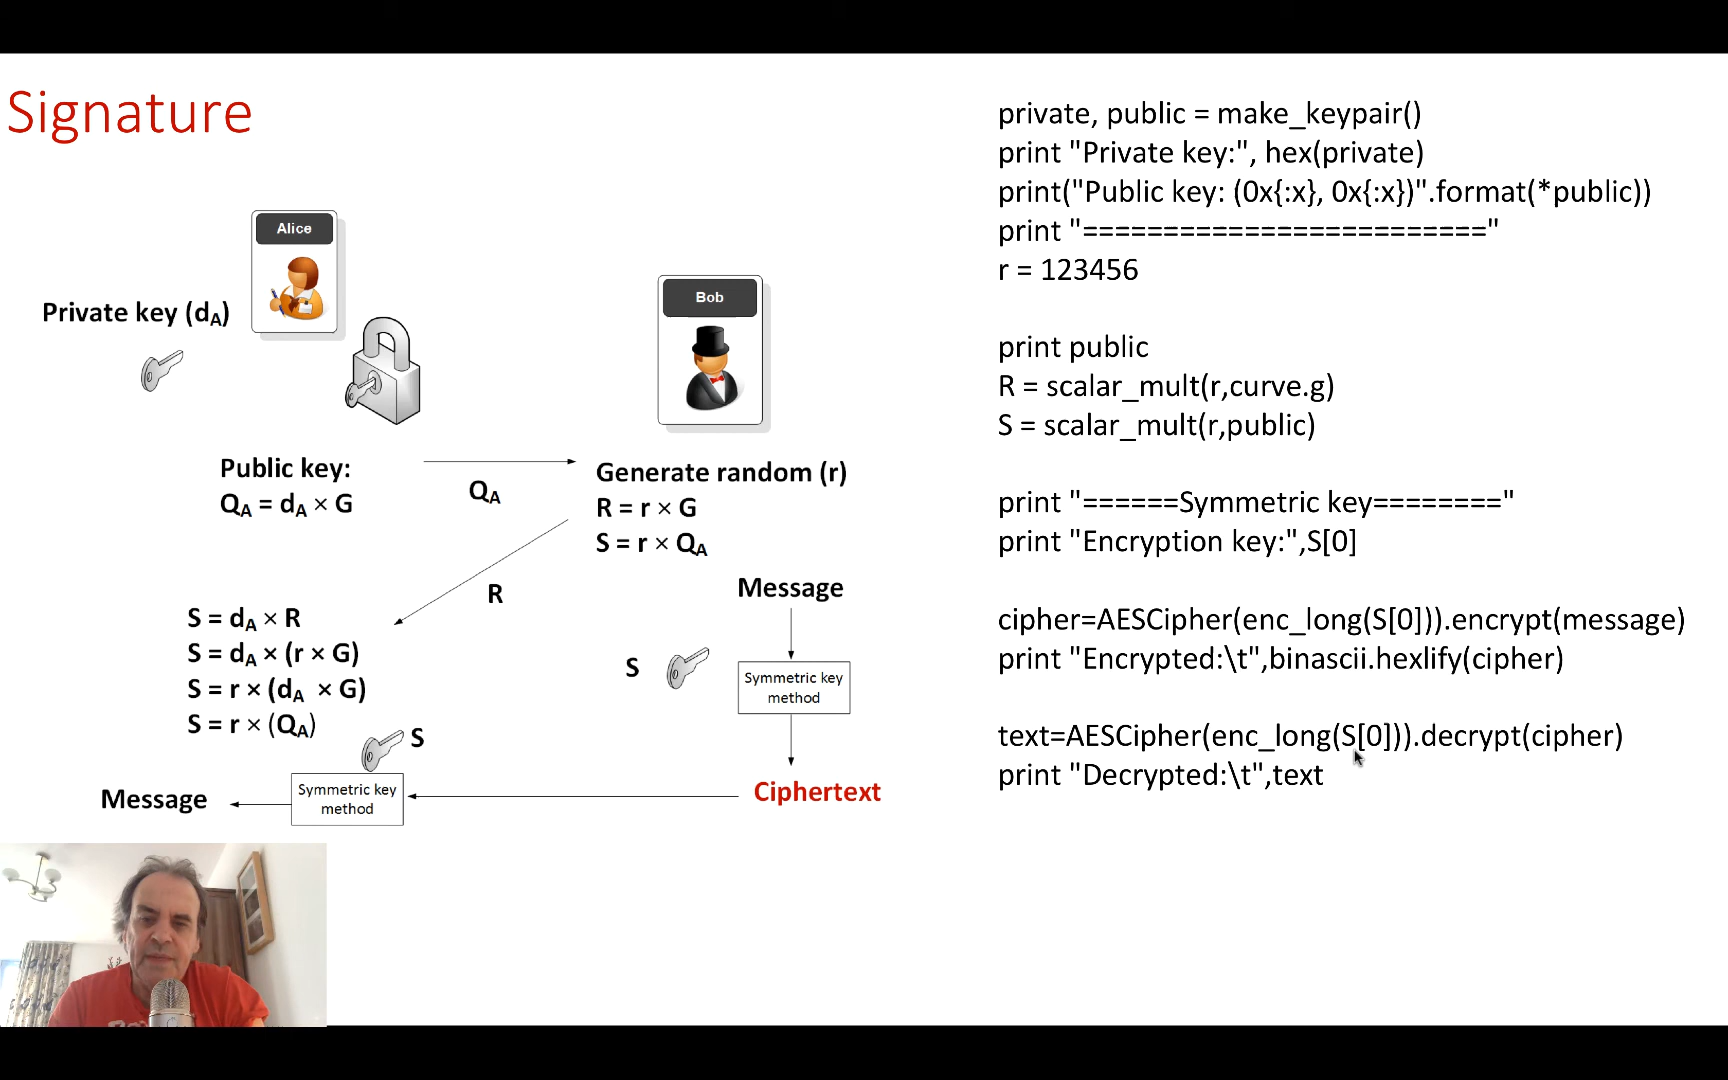 Signature
Alice
Private key (dA)
Bob
Public key:
QA = dA × G
QA
Generate random (r)
R = r × G
S = r × QA
R
Message
S = dA × R
S = dA × (r × G)
S = r × (dA × G)
S = r × (QA)
S
Symmetric key
method
S
Message
Symmetric key
method
Ciphertext
private, public = make_keypair()
print "Private key:", hex(private)
print("Public key: (0x{:x}, 0x{:x})".format(*public))
print "========================="
r = 123456
print public
R = scalar_mult(r,curve.g)
S = scalar_mult(r,public)
print "======Symmetric key========"
print "Encryption key:",S[0]
cipher=AESCipher(enc_long(S[0])).encrypt(message)
print "Encrypted:\t",binascii.hexlify(cipher)
text=AESCipher(enc_long(S[0])).decrypt(cipher)
print "Decrypted:\t",text